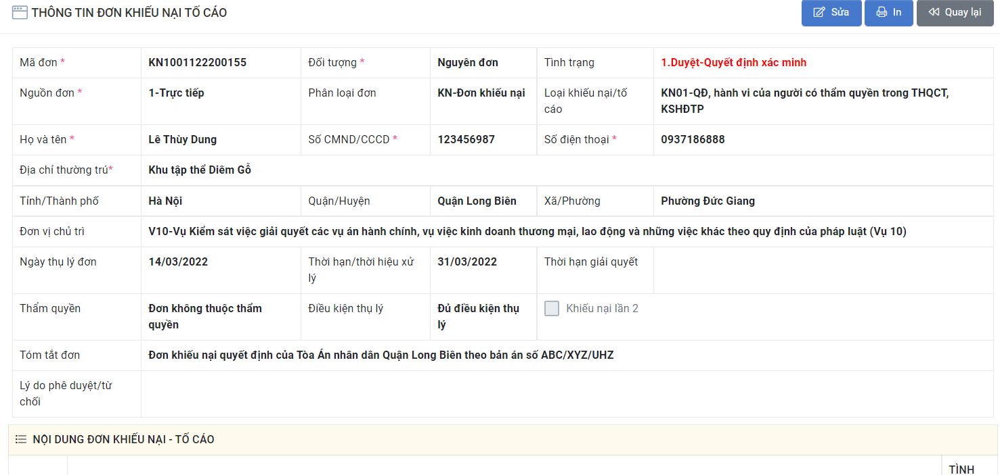 THÔNG TIN ĐƠN KHIẾU NẠI TỐ CÁO
Sửa
In
Quay lại
Mã đơn *
KN1001122200155
Đối tượng *
Nguyên đơn
Tình trạng
1.Duyệt-Quyết định xác minh
Nguồn đơn *
1-Trực tiếp
Phân loại đơn
KN-Đơn khiếu nại
Loại khiếu nại/tố
cáo
KN01-QĐ, hành vi của người có thẩm quyền trong THQCT,
KSHĐTP
Họ và tên *
Lê Thùy Dung
Số CMND/CCCD *
123456987
Số điện thoại *
0937186888
Địa chỉ thường trú*
Khu tập thể Diêm Gỗ
Tỉnh/Thành phố
Hà Nội
Quận/Huyện
Quận Long Biên
Xã/Phường
Phường Đức Giang
Đơn vị chủ trì
V10-Vụ Kiểm sát việc giải quyết các vụ án hành chính, vụ việc kinh doanh thương mại, lao động và những việc khác theo quy định của pháp luật (Vụ 10)
Ngày thụ lý đơn
14/03/2022
Thời hạn/thời hiệu xử
lý
31/03/2022
Thời hạn giải quyết
Thẩm quyền
Đơn không thuộc thẩm
quyền
Điều kiện thụ lý
Đủ điều kiện thụ
lý
Khiếu nại lần 2
Tóm tắt đơn
Đơn khiếu nại quyết định của Tòa Án nhân dân Quận Long Biên theo bản án số ABC/XYZ/UHZ
Lý do phê duyệt/từ
chối
NỘI DUNG ĐƠN KHIẾU NẠI - TỐ CÁO
TÌNH